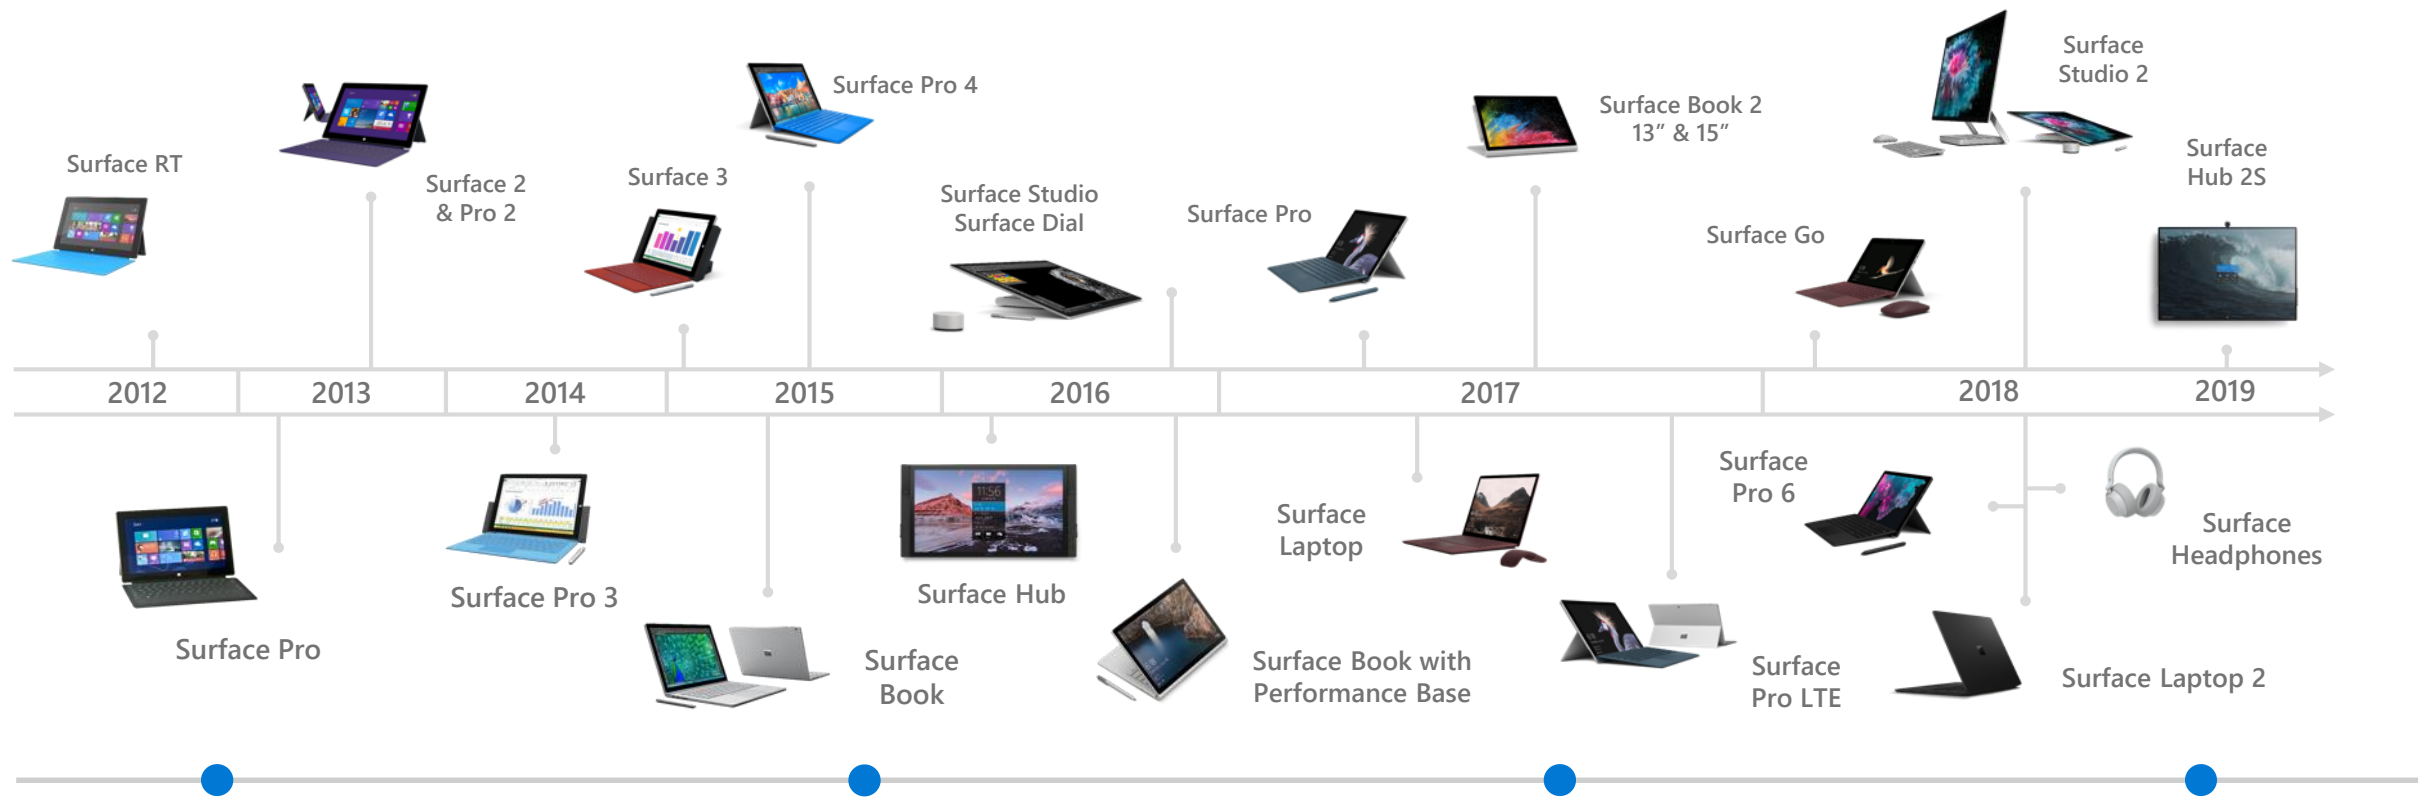 Surface RT
Surface 2
& Pro 2
Surface 3
Surface Pro 4
Surface Studio
Surface Dial
Surface Pro
Surface Book 2
13” & 15”
Surface Go
Surface
Studio 2
Surface
Hub 2S
2012
2013
2014
2015
2016
2017
2018
2019
Surface Pro
Surface Pro 3
Surface
Book
11:56
Surface Hub
Surface Book with
Performance Base
Surface
Laptop
Surface
Pro LTE
Surface
Pro 6
Surface
Headphones
Surface Laptop 2